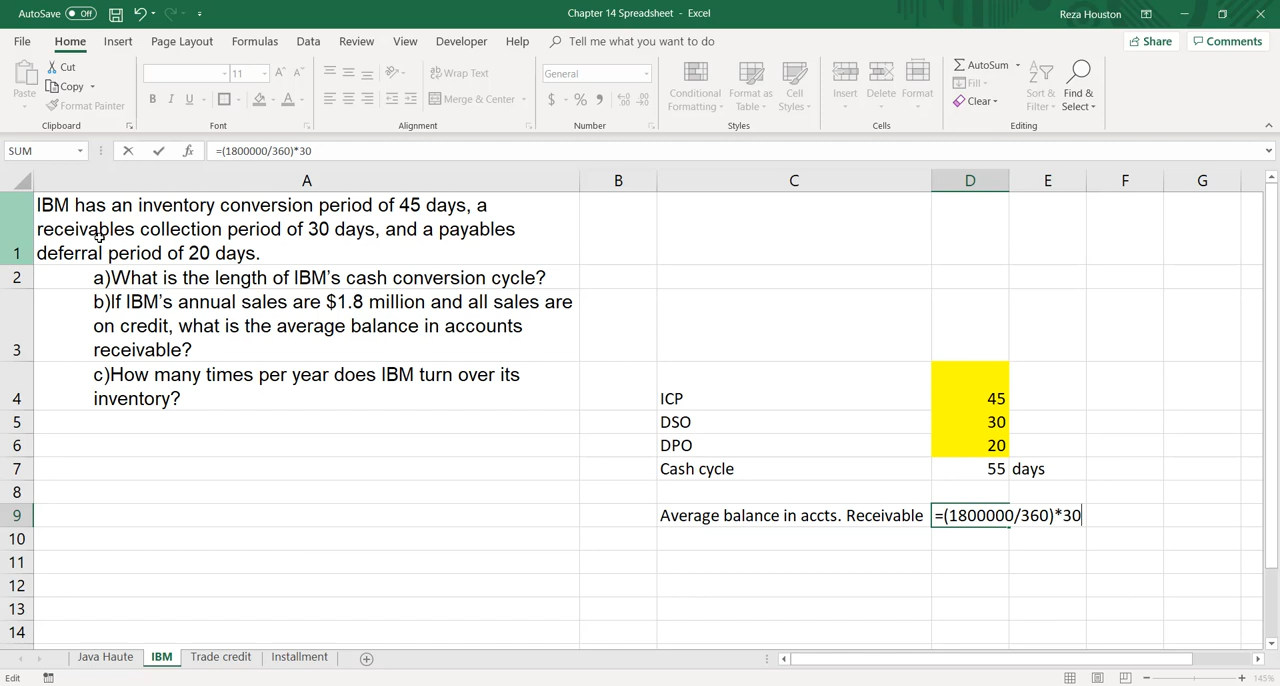 AutoSave Off
Chapter 14 Spreadsheet - Excel
Reza Houston
File Home Insert Page Layout Formulas Data Review View Developer Help Tell me what you want to do
Share Comments
Paste
Cut
Copy
Format Painter
Clipboard
11
A A
B I U A
Font
Wrap Text
Merge & Center
Alignment
General
$ % ,
Number
Conditional Formatting
Format as Table
Cell Styles
Styles
Insert Delete Format
Cells
AutoSum
Fill
Clear
Sort & Filter
Find & Select
Editing
SUM
fx
=(1800000/360)*30
A B C D E F G
1
IBM has an inventory conversion period of 45 days, a
receivables collection period of 30 days, and a payables
deferral period of 20 days.
2
a)What is the length of IBM's cash conversion cycle?
3
b)If IBM's annual sales are $1.8 million and all sales are
on credit, what is the average balance in accounts
receivable?
4
c)How many times per year does IBM turn over its
inventory?
ICP 45
5 DSO 30
6 DPO 20
7 Cash cycle 55 days
8
9 Average balance in accts. Receivable =(1800000/360)*30
10
11
12
13
14
Java Haute IBM Trade credit Installment
Edit
145%